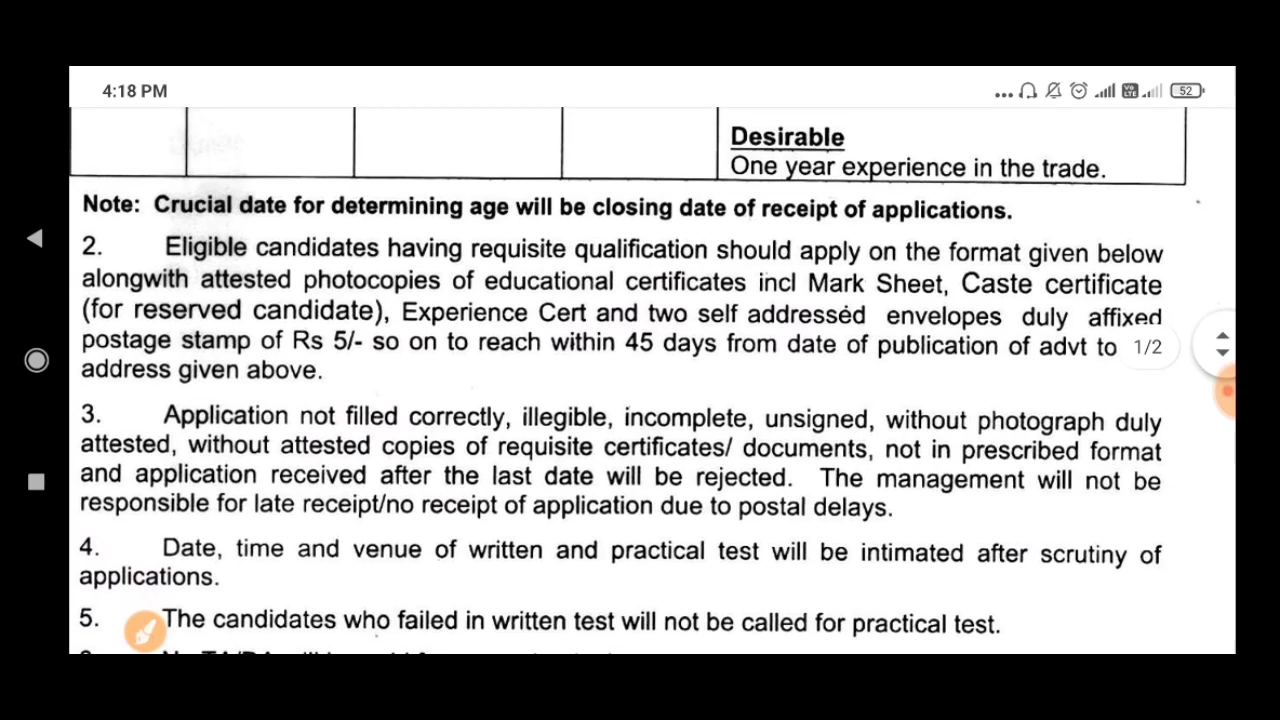 4:18 PM
52
Desirable
One year experience in the trade.
Note: Crucial date for determining age will be closing date of receipt of applications.
2. Eligible candidates having requisite qualification should apply on the format given below
alongwith attested photocopies of educational certificates incl Mark Sheet, Caste certificate
(for reserved candidate), Experience Cert and two self addressed envelopes duly affixed
postage stamp of Rs 5/- so on to reach within 45 days from date of publication of advt to
1/2
address given above.
3. Application not filled correctly, illegible, incomplete, unsigned, without photograph duly
attested, without attested copies of requisite certificates/ documents, not in prescribed format
and application received after the last date will be rejected. The management will not be
responsible for late receipt/no receipt of application due to postal delays.
4. Date, time and venue of written and practical test will be intimated after scrutiny of
applications.
5. The candidates who failed in written test will not be called for practical test.